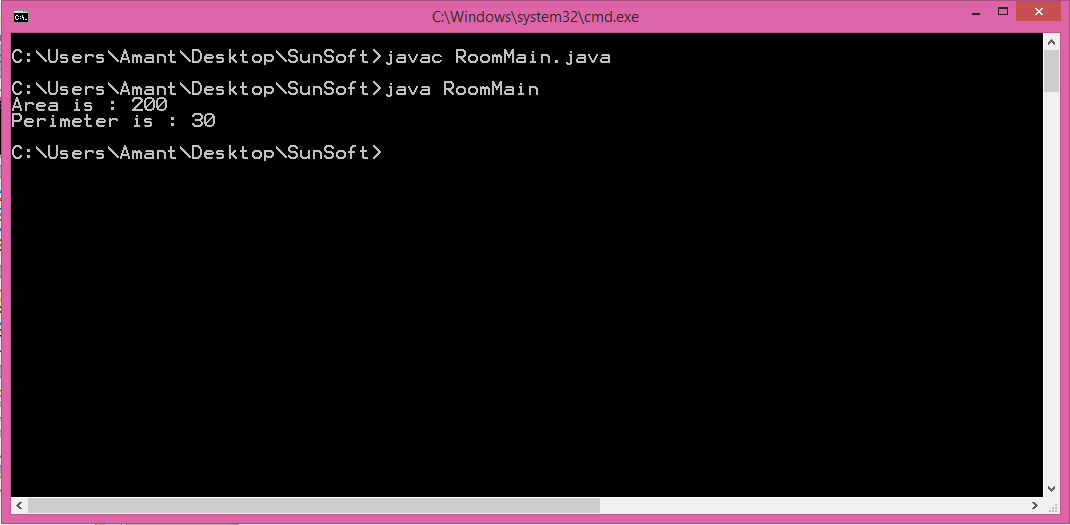 C:\Windows\system32\cmd.exe
C:\Users\Amant\Desktop\SunSoft>javac RoomMain.java
C:\Users\Amant\Desktop\SunSoft>java RoomMain
Area is : 200
Perimeter is : 30
C:\Users\Amant\Desktop\SunSoft>